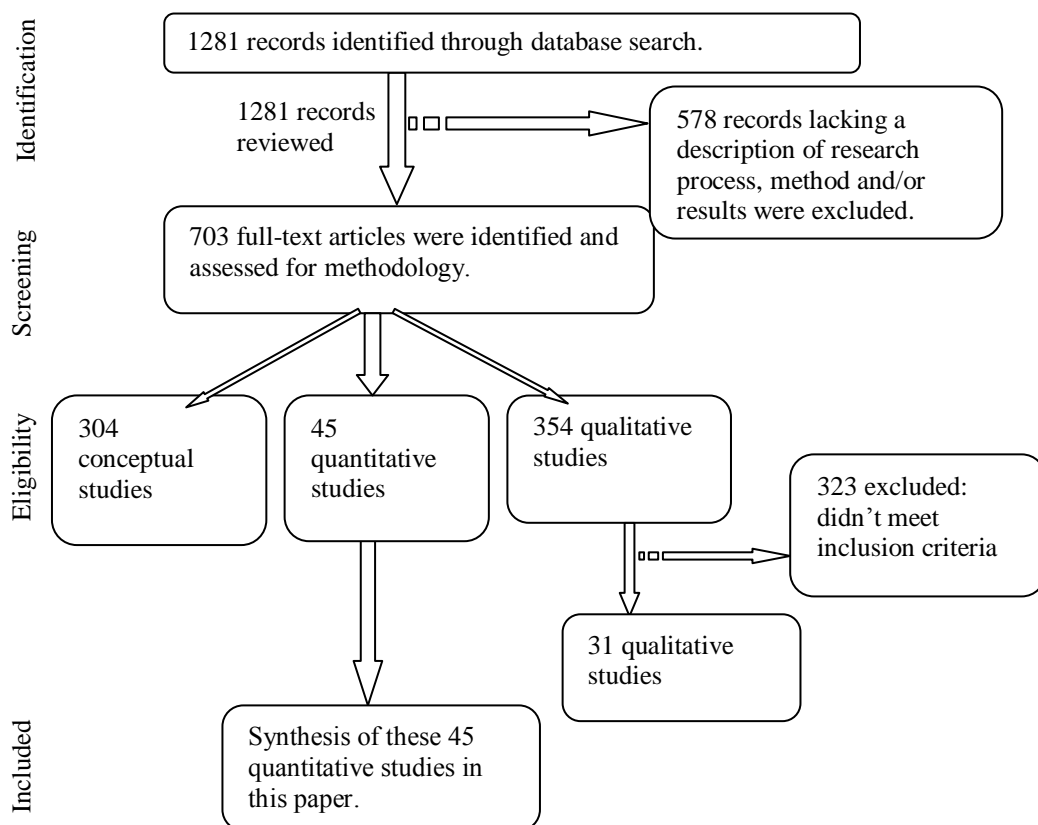 Identification
1281 records identified through database search.
1281 records
reviewed
578 records lacking a
description of research
process, method and/or
results were excluded.
Screening
703 full-text articles were identified and
assessed for methodology.
Eligibility
304
conceptual
studies
45
quantitative
studies
354 qualitative
studies
323 excluded:
didn’t meet
inclusion criteria
31 qualitative
studies
Included
Synthesis of these 45
quantitative studies in
this paper.